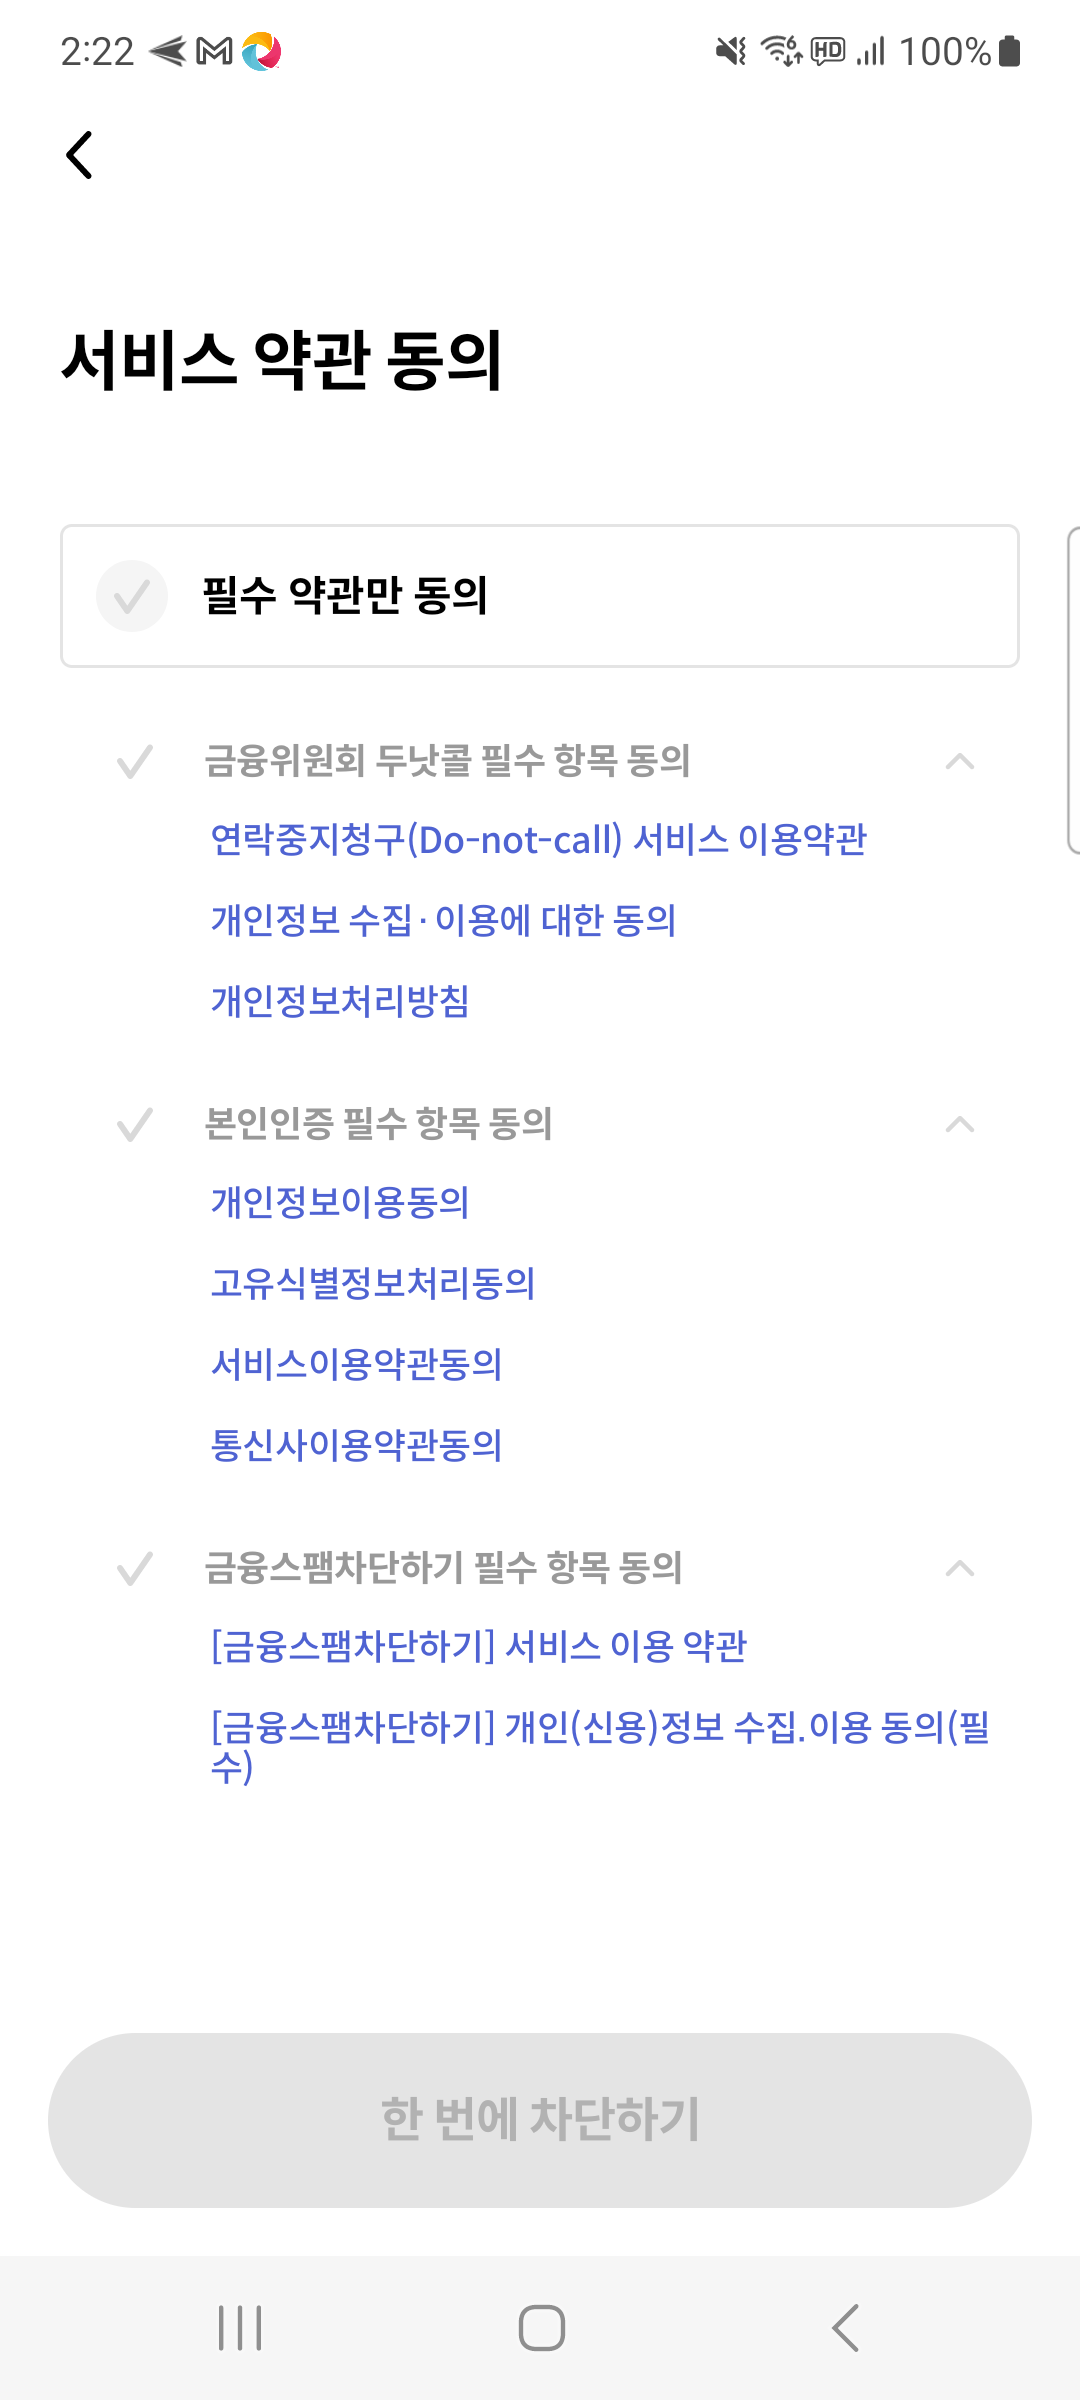 2:22
HD 100%
서비스 약관 동의
필수 약관만 동의
금융위원회 두낫콜 필수 항목 동의
연락중지청구(Do-not-call) 서비스 이용약관
개인정보 수집·이용에 대한 동의
개인정보처리방침
본인인증 필수 항목 동의
개인정보이용동의
고유식별정보처리동의
서비스이용약관동의
통신사이용약관동의
금융스팸차단하기 필수 항목 동의
[금융스팸차단하기] 서비스 이용 약관
[금융스팸차단하기] 개인(신용)정보 수집.이용 동의(필
수)
한 번에 차단하기